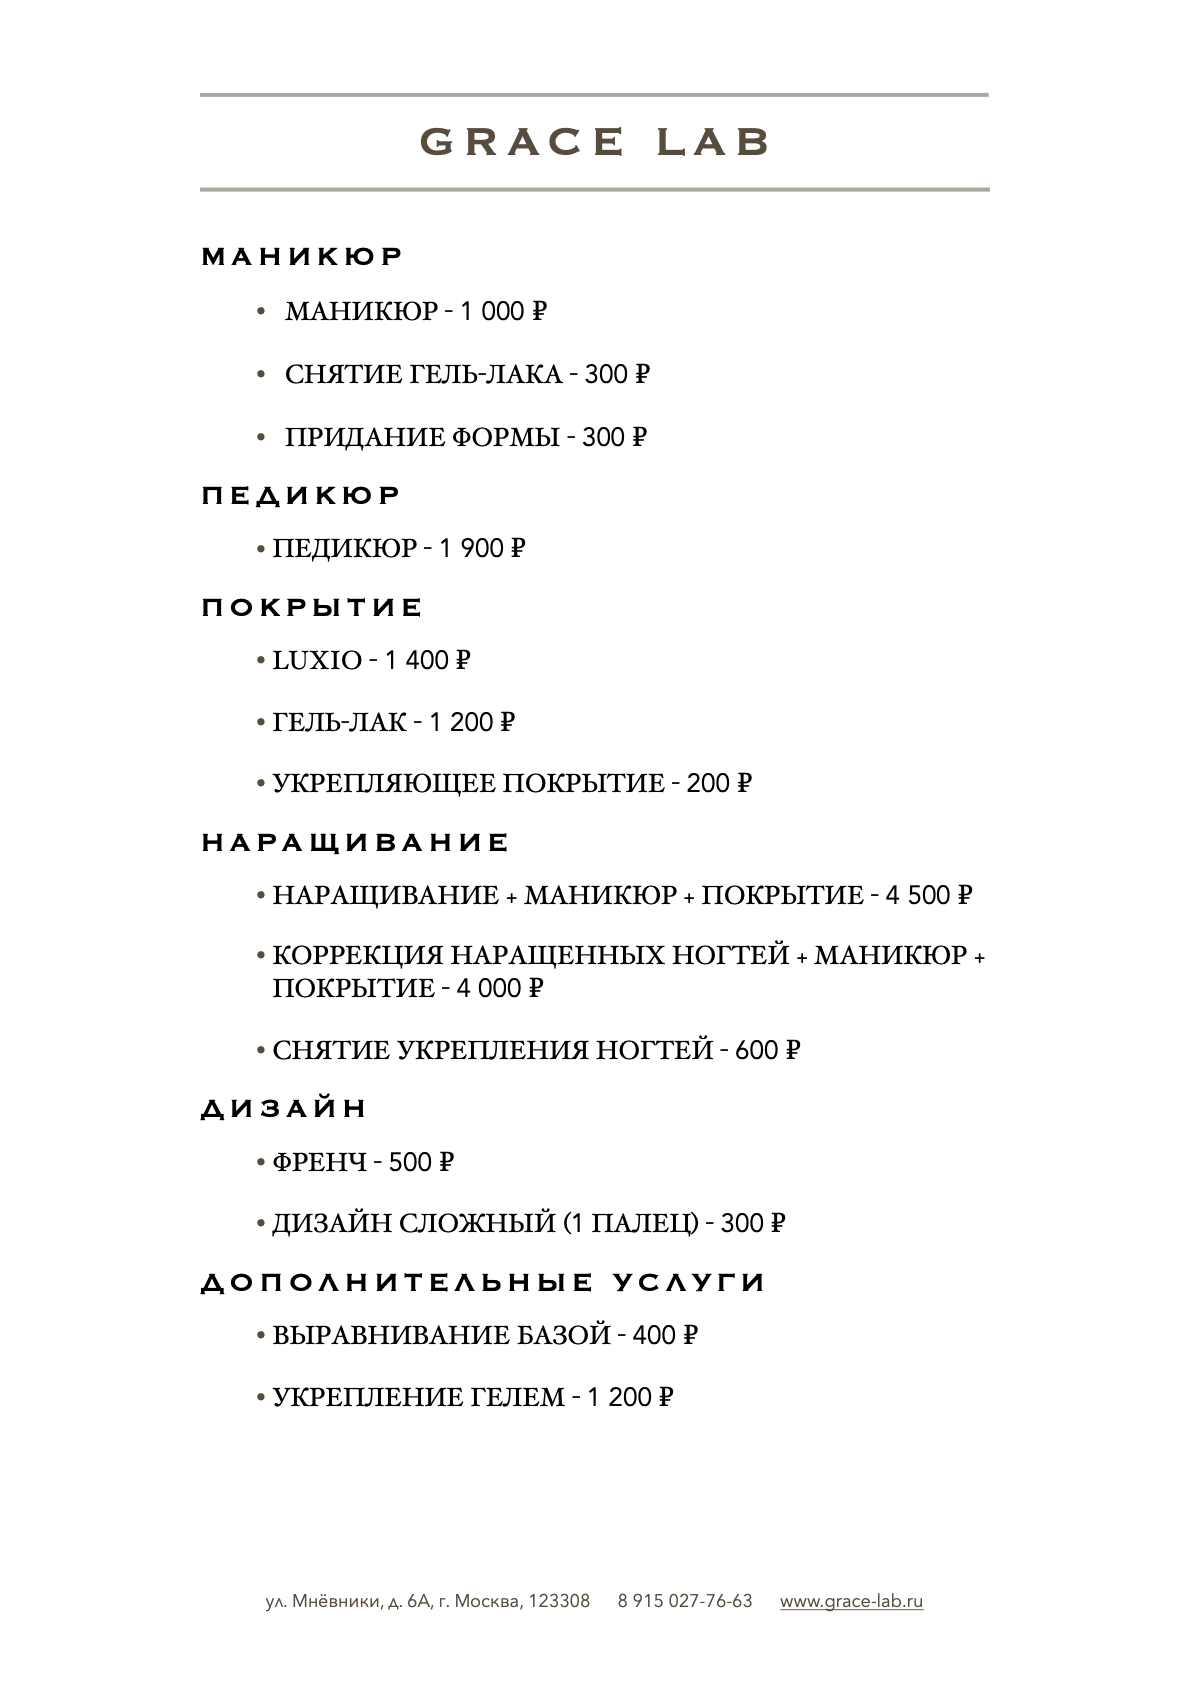 GRACE LAB
МАНИКЮР
• МАНИКЮР - 1 000 ₽
• СНЯТИЕ ГЕЛЬ-ЛАКА - 300 ₽
• ПРИДАНИЕ ФОРМЫ - 300 ₽
ПЕДИКЮР
• ПЕДИКЮР - 1 900 ₽
ПОКРЫТИЕ
• LUXIO - 1 400 ₽
• ГЕЛЬ-ЛАК - 1 200 ₽
• УКРЕПЛЯЮЩЕЕ ПОКРЫТИЕ - 200 ₽
НАРАЩИВАНИЕ
• НАРАЩИВАНИЕ + МАНИКЮР + ПОКРЫТИЕ - 4 500 ₽
• КОРРЕКЦИЯ НАРАЩЕННЫХ НОГТЕЙ + МАНИКЮР +
ПОКРЫТИЕ - 4 000 ₽
• СНЯТИЕ УКРЕПЛЕНИЯ НОГТЕЙ - 600 ₽
ДИЗАЙН
• ФРЕНЧ - 500 ₽
• ДИЗАЙН СЛОЖНЫЙ (1 ПАЛЕЦ) - 300 ₽
ДОПОЛНИТЕЛЬНЫЕ УСЛУГИ
• ВЫРАВНИВАНИЕ БАЗОЙ - 400 ₽
• УКРЕПЛЕНИЕ ГЕЛЕМ - 1 200 ₽
ул. Мнёвники, д. 6А, г. Москва, 123308 8 915 027-76-63 www.grace-lab.ru